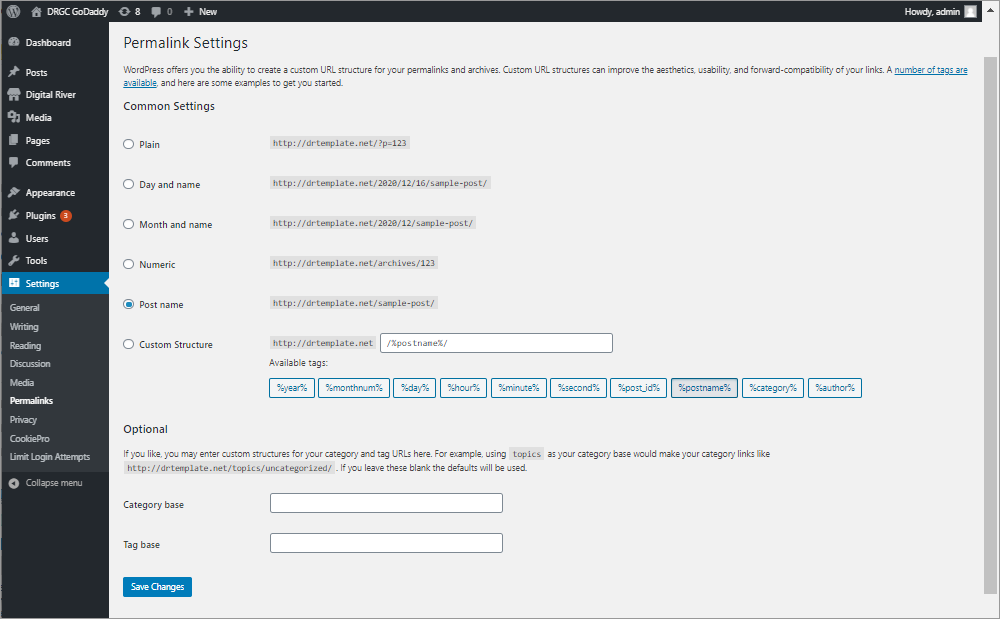 DRGC GoDaddy 8 0 New Howdy, admin
Dashboard
Posts
Digital River
Media
Pages
Comments
Appearance
Plugins 3
Users
Tools
Settings
General
Writing
Reading
Discussion
Media
Permalinks
Privacy
CookiePro
Limit Login Attempts
Collapse menu
Permalink Settings
WordPress offers you the ability to create a custom URL structure for your permalinks and archives. Custom URL structures can improve the aesthetics, usability, and forward-compatibility of your links. A number of tags are
available, and here are some examples to get you started.
Common Settings
Plain http://drtemplate.net/?p=123
Day and name http://drtemplate.net/2020/12/16/sample-post/
Month and name http://drtemplate.net/2020/12/sample-post/
Numeric http://drtemplate.net/archives/123
Post name http://drtemplate.net/sample-post/
Custom Structure http://drtemplate.net /%postname%/
Available tags:
%year% %monthnum% %day% %hour% %minute% %second% %post_id% %postname% %category% %author%
Optional
If you like, you may enter custom structures for your category and tag URLs here. For example, using topics as your category base would make your category links like
http://drtemplate.net/topics/uncategorized/ . If you leave these blank the defaults will be used.
Category base
Tag base
Save Changes